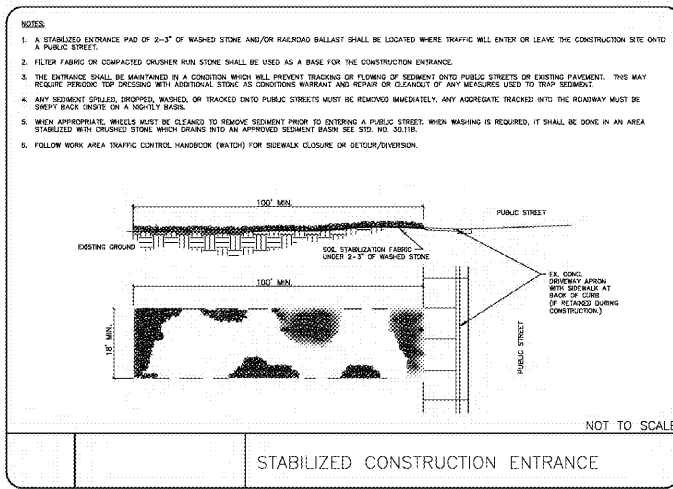 NOTES:
1. A STABILIZED ENTRANCE PAD OF 2-3" OF WASHED STONE AND/OR RAILROAD BALLAST SHALL BE LOCATED WHERE TRAFFIC WILL ENTER OR LEAVE THE CONSTRUCTION SITE ONTO
A PUBLIC STREET.
2. FILTER FABRIC OR COMPACTED CRUSHER RUN STONE SHALL BE USED AS A BASE FOR THE CONSTRUCTION ENTRANCE.
3. THE ENTRANCE SHALL BE MAINTAINED IN A CONDITION WHICH WILL PREVENT TRACKING OR FLOWING OF SEDIMENT ONTO PUBLIC STREETS OR EXISTING PAVEMENT. THIS MAY
REQUIRE PERIODIC TOP DRESSING WITH ADDITIONAL STONE AS CONDITIONS WARRANT AND REPAIR OR CLEANOUT OF ANY MEASURES USED TO TRAP SEDIMENT.
4. ANY SEDIMENT SPILLED, DROPPED, WASHED, OR TRACKED ONTO PUBLIC STREETS MUST BE REMOVED IMMEDIATELY. ANY AGGREGATE TRACKED INTO THE ROADWAY MUST BE
SWEPT BACK ONSITE ON A NIGHTLY BASIS.
5. WHEN APPROPRIATE, WHEELS MUST BE CLEANED TO REMOVE SEDIMENT PRIOR TO ENTERING A PUBLIC STREET. WHEN WASHING IS REQUIRED, IT SHALL BE DONE IN AN AREA
STABILIZED WITH CRUSHED STONE WHICH DRAINS INTO AN APPROVED SEDIMENT BASIN SEE STD. NO. 30.11B.
6. FOLLOW WORK AREA TRAFFIC CONTROL HANDBOOK (WATCH) FOR SIDEWALK CLOSURE OR DETOUR/DIVERSION.
100' MIN.
PUBLIC STREET
EXISTING GROUND
SOIL STABILIZATION FABRIC
UNDER 2-3" OF WASHED STONE
100' MIN.
EX. CONC.
DRIVEWAY APRON
WITH SIDEWALK AT
BACK OF CURB
(IF RETAINED DURING
CONSTRUCTION.)
18' MIN.
PUBLIC STREET
NOT TO SCALE
STABILIZED CONSTRUCTION ENTRANCE